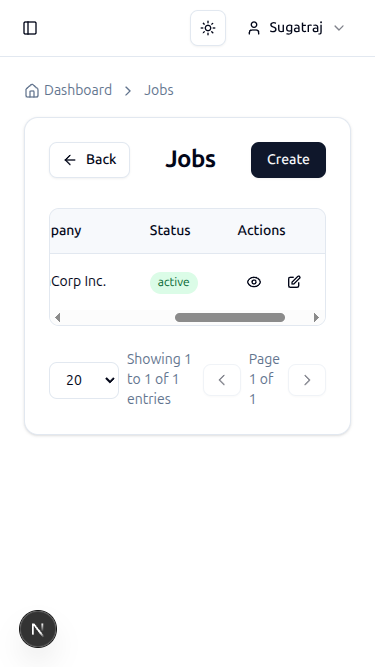 Sugatraj
Dashboard Jobs
Back Jobs Create
pany Status Actions
Corp Inc. active
20
Showing 1
to 1 of 1
entries
Page
1 of
1
N